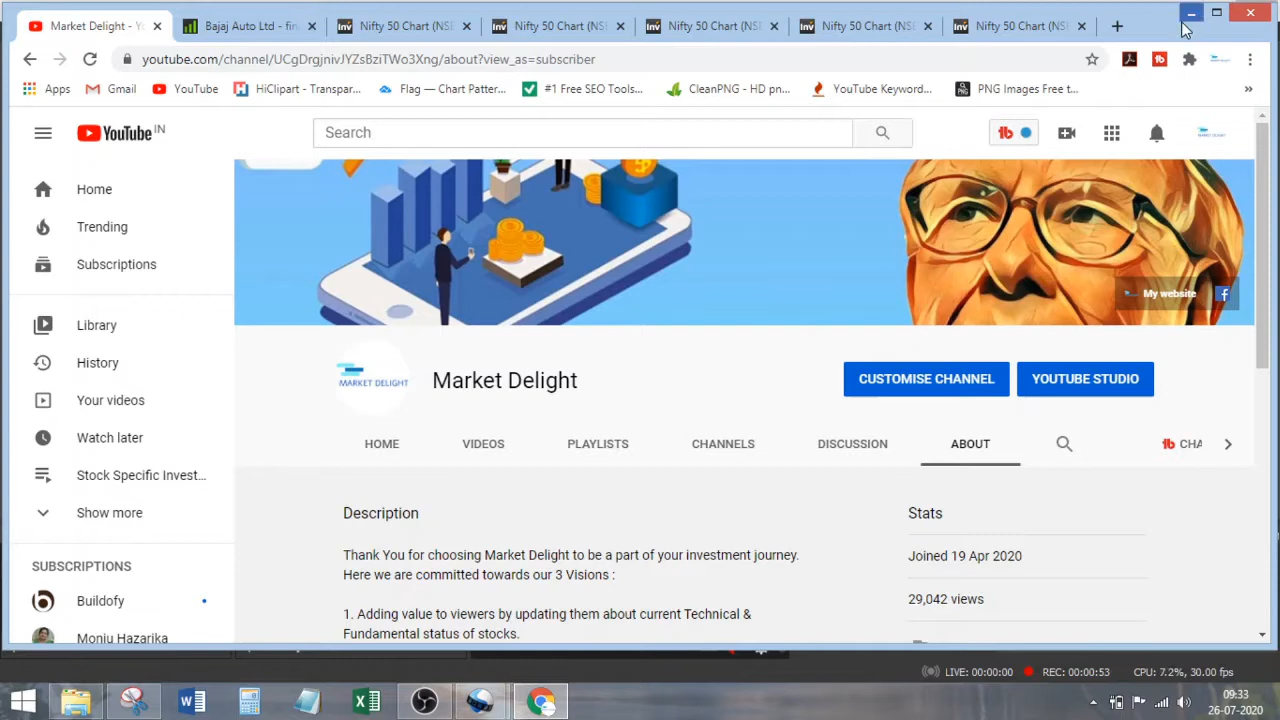 Market Delight - Yo
Bajaj Auto Ltd - fin
Nifty 50 Chart (NSE
Nifty 50 Chart (NSE
Nifty 50 Chart (NSE
Nifty 50 Chart (NSE
Nifty 50 Chart (NSE
youtube.com/channel/UCgDrgjnivJYZsBziTWo3Xng/about?view_as=subscriber
Apps
Gmail
YouTube
HiClipart - Transpar...
Flag — Chart Patter...
#1 Free SEO Tools...
CleanPNG - HD pn...
YouTube Keyword...
PNG Images Free t...
YouTube IN
Search
Home
Trending
Subscriptions
Library
History
Your videos
Watch later
Stock Specific Invest...
Show more
SUBSCRIPTIONS
Buildofy
Moniu Hazarika
My website
MARKET DELIGHT
Market Delight
CUSTOMISE CHANNEL
YOUTUBE STUDIO
HOME
VIDEOS
PLAYLISTS
CHANNELS
DISCUSSION
ABOUT
CHA
Description
Thank You for choosing Market Delight to be a part of your investment journey.
Here we are committed towards our 3 Visions :
1. Adding value to viewers by updating them about current Technical &
Fundamental status of stocks.
Stats
Joined 19 Apr 2020
29,042 views
LIVE: 00:00:00
REC: 00:00:53
CPU: 7.2%, 30.00 fps
09:33
26-07-2020